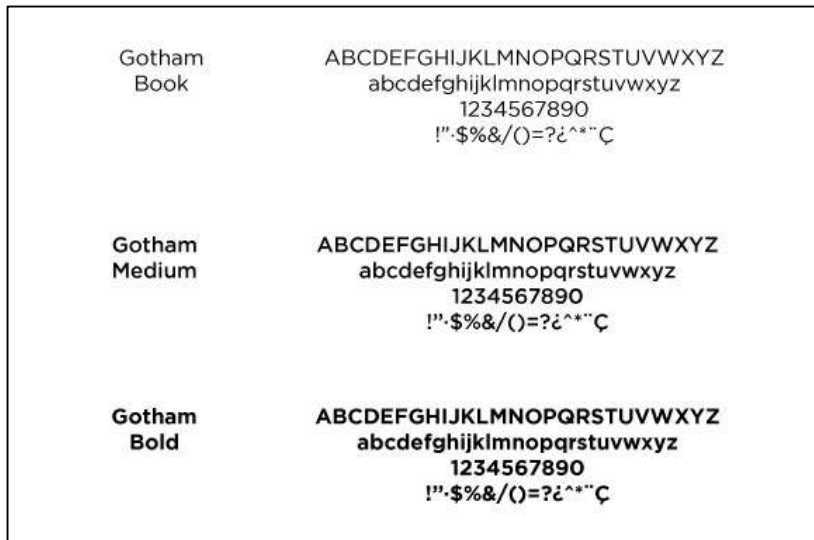 Gotham
Book
ABCDEFGHIJKLMNOPQRSTUVWXYZ
abcdefghijklmnopqrstuvwxyz
1234567890
!”·$%&/()=?¿^*¨Ç
Gotham
Medium
ABCDEFGHIJKLMNOPQRSTUVWXYZ
abcdefghijklmnopqrstuvwxyz
1234567890
!”·$%&/()=?¿^*¨Ç
Gotham
Bold
ABCDEFGHIJKLMNOPQRSTUVWXYZ
abcdefghijklmnopqrstuvwxyz
1234567890
!”·$%&/()=?¿^*¨Ç